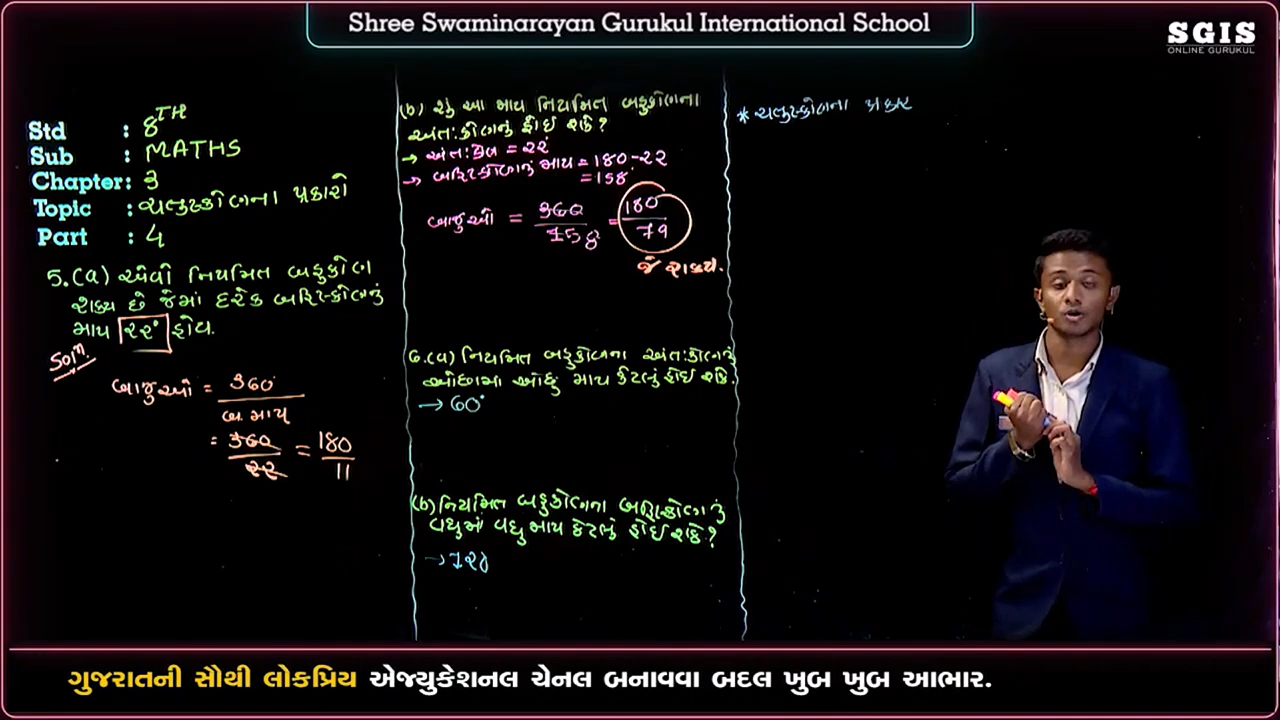 Shree Swaminarayan Gurukul International School
SGIS
ONLINE GURUKUL
Std : 8TH
Sub : MATHS
Chapter: 3
Topic : ચતુષ્કોણના પ્રકારો
Part : 4
5.(a) એવો નિયમિત બહુકોણ
શક્ય છે જેમાં દરેક બહિષ્કોણનું
માપ ૨૨° હોય.
Soln.
બાજુઓ = 360° / બ. માપ
= 360 / ૨૨ = 180 / 11
(b) શું આ માપ નિયમિત બહુકોણના
અંત:કોણનું હોઈ શકે?
→ અંત:કોણ = ૨૨
→ બહિષ્કોણનું માપ = 180-22
= 158
બાજુઓ = 360 / 158 = 180 / 79
જે શક્ય.
6.(a) નિયમિત બહુકોણના અંત:કોણનું
ઓછામાં ઓછું માપ કેટલું હોઈ શકે.
→ 60°
(b) નિયમિત બહુકોણના બહિષ્કોણનું
વધુમાં વધુ માપ કેટલું હોઈ શકે?
→ 120
* ચતુષ્કોણના પ્રકાર
ગુજરાતની સૌથી લોકપ્રિય એજ્યુકેશનલ ચેનલ બનાવવા બદલ ખુબ ખુબ આભાર.